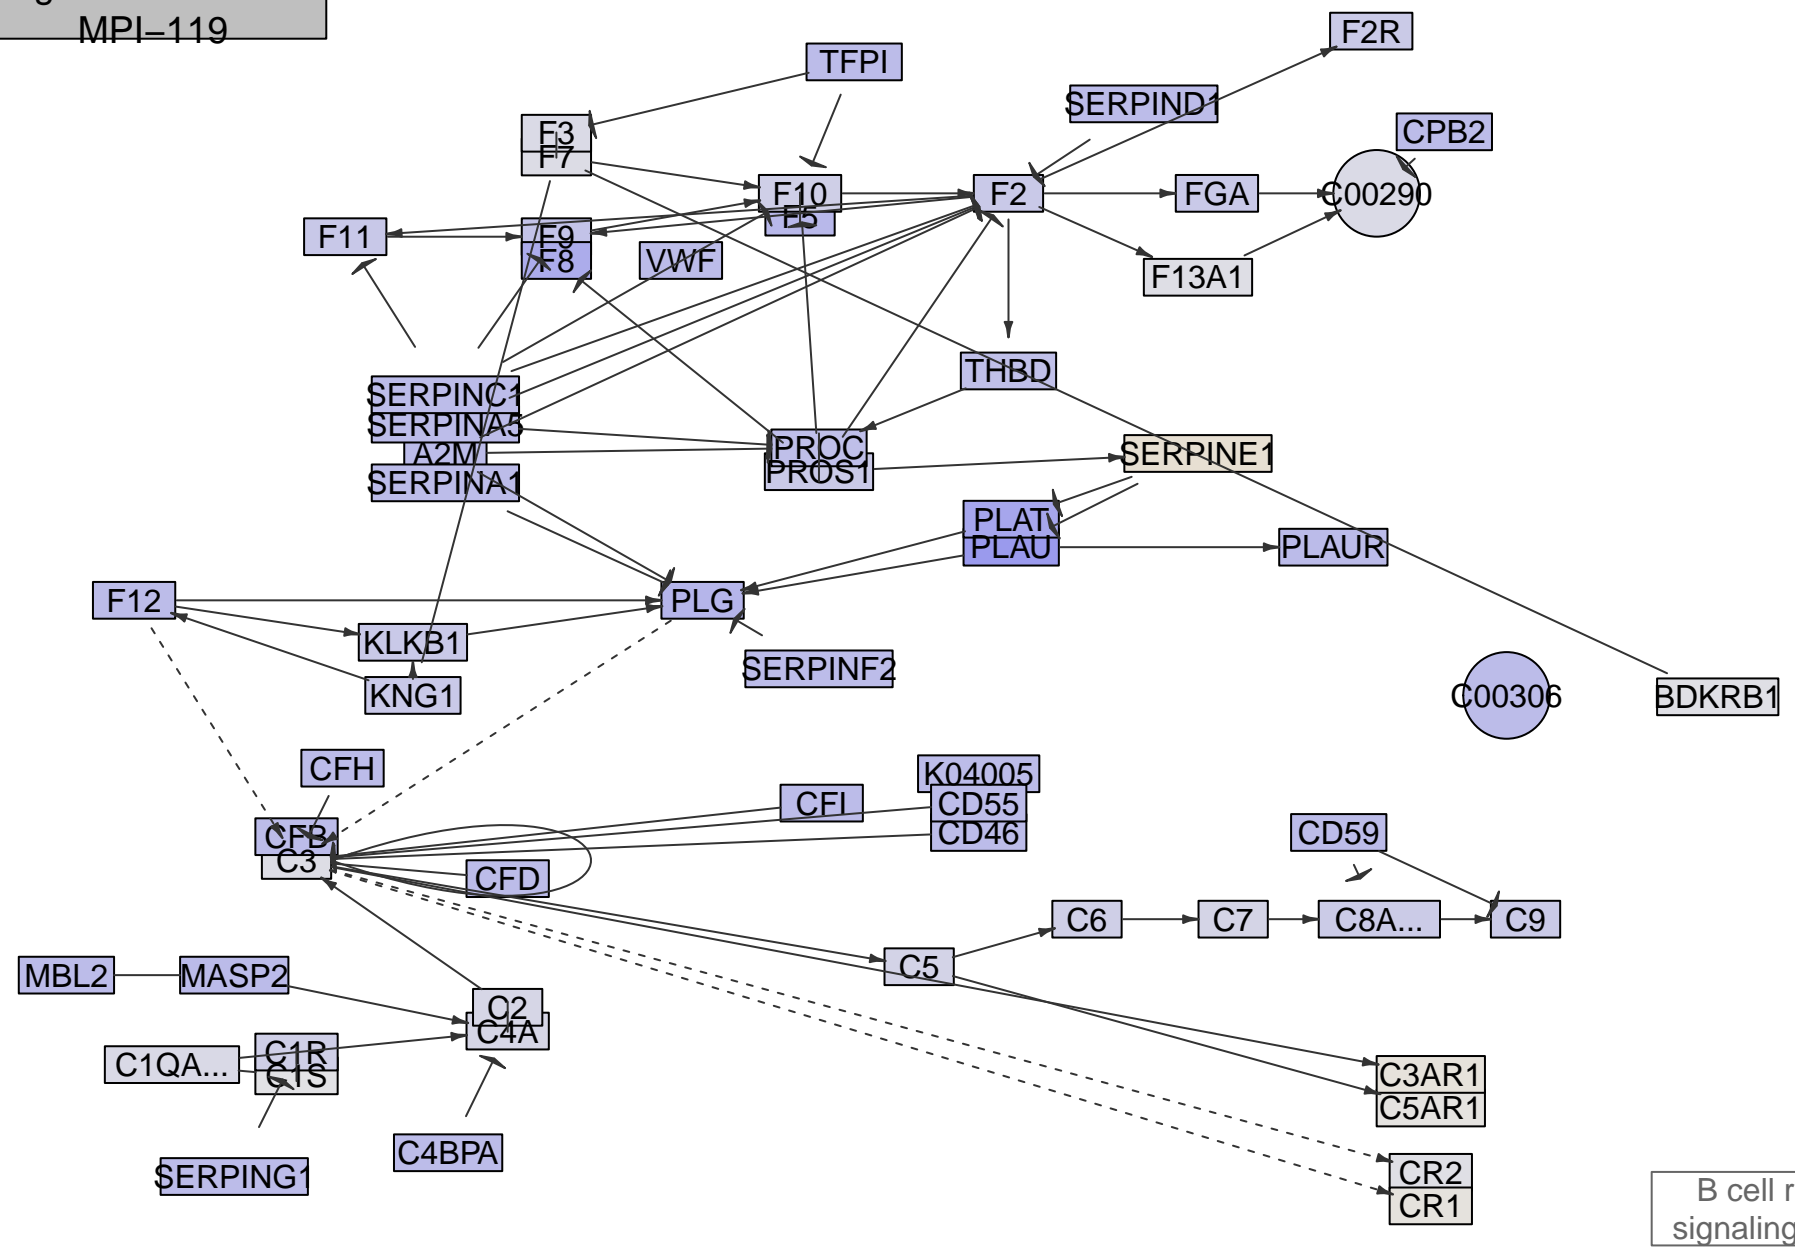 MPI–119
F2R
TFPI
SERPIND1
CPB2
F3
F7
F10
F5
F2
FGA
C00290
F11
F9
F8
VWF
F13A1
THBD
SERPINC1
SERPINA5
A2M
SERPINA1
PROC
PROS1
SERPINE1
PLAT
PLAU
PLAUR
F12
PLG
KLKB1
SERPINF2
KNG1
C00306
BDKRB1
CFH
K04005
CFI
CD55
CD46
CFB
C3
CD59
CFD
C6
C7
C8A...
C9
C5
MBL2
MASP2
C2
C4A
C1R
C1QA...
C1S
C3AR1
C5AR1
C4BPA
SERPING1
CR2
CR1
B cell r
signaling